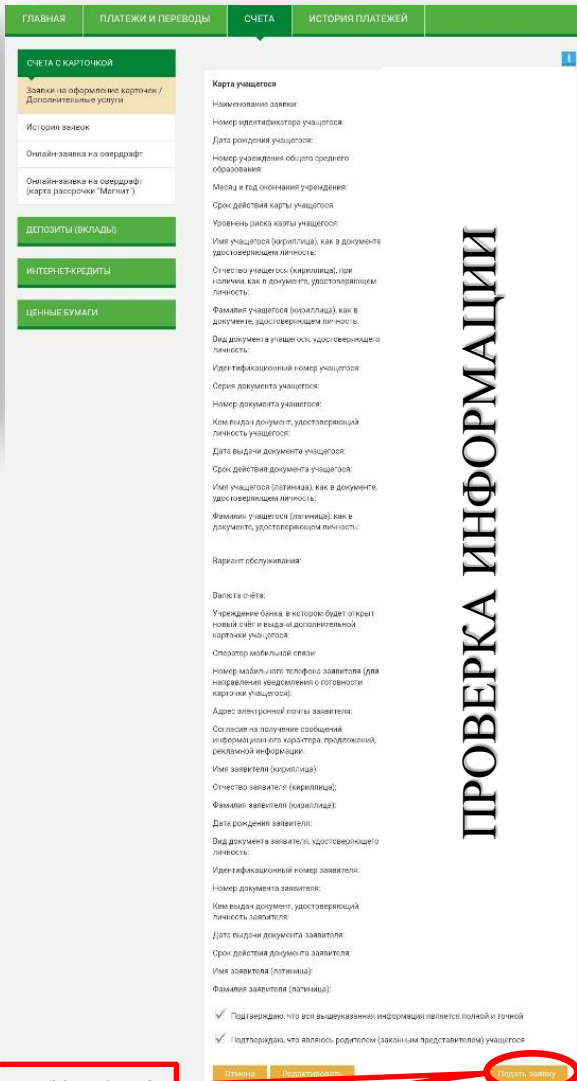 ГЛАВНАЯ
ПЛАТЕЖИ И ПЕРЕВОДЫ
СЧЕТА
ИСТОРИЯ ПЛАТЕЖЕЙ
СЧЕТА С КАРТОЧКОЙ
Заявки на оформление карточек /
Дополнительные услуги
История заявок
Онлайн-заявка на овердрафт
Онлайн-заявка на овердрафт
(карта рассрочки "Магнит")
ДЕПОЗИТЫ (ВКЛАДЫ)
ИНТЕРНЕТ-КРЕДИТЫ
ЦЕННЫЕ БУМАГИ
Карта учащегося
Наименование заявки:
Номер идентификатора учащегося:
Дата рождения учащегося:
Номер учреждения общего среднего
образования:
Месяц и год окончания учреждения:
Срок действия карты учащегося:
Уровень риска карты учащегося:
Имя учащегося (кириллица), как в документе
удостоверяющем личность:
Отчество учащегося (кириллица), при
наличии, как в документе, удостоверяющем
личность:
Фамилия учащегося (кириллица), как в
документе, удостоверяющем личность:
Вид документа учащегося, удостоверяющего
личность:
Идентификационный номер учащегося:
Серия документа учащегося:
Номер документа учащегося:
Кем выдан документ, удостоверяющий
личность учащегося:
Дата выдачи документа учащегося:
Срок действия документа учащегося:
Имя учащегося (латиница), как в документе,
удостоверяющем личность:
Фамилия учащегося (латиница), как в
документе, удостоверяющем личность:
Вариант обслуживания:
Валюта счёта:
Учреждение банка, в котором будет открыт
новый счёт и выдачи дополнительной
карточки учащегося:
Оператор мобильной связи:
Номер мобильного телефона заявителя (для
направления уведомления о готовности
карточки учащегося):
Адрес электронной почты заявителя:
Согласие на получение сообщений
информационного характера, предложений,
рекламной информации:
Имя заявителя (кириллица):
Отчество заявителя (кириллица):
Фамилия заявителя (кириллица):
Дата рождения заявителя:
Вид документа заявителя, удостоверяющего
личность:
Идентификационный номер заявителя:
Номер документа заявителя:
Кем выдан документ, удостоверяющий
личность заявителя:
Дата выдачи документа заявителя:
Срок действия документа заявителя:
Имя заявителя (латиница):
Фамилия заявителя (латиница):
Подтверждаю, что вся вышеуказанная информация является полной и точной
Подтверждаю, что являюсь родителем (законным представителем) учащегося
Отмена
Редактировать
Подать заявку
ПРОВЕРКА ИНФОРМАЦИИ